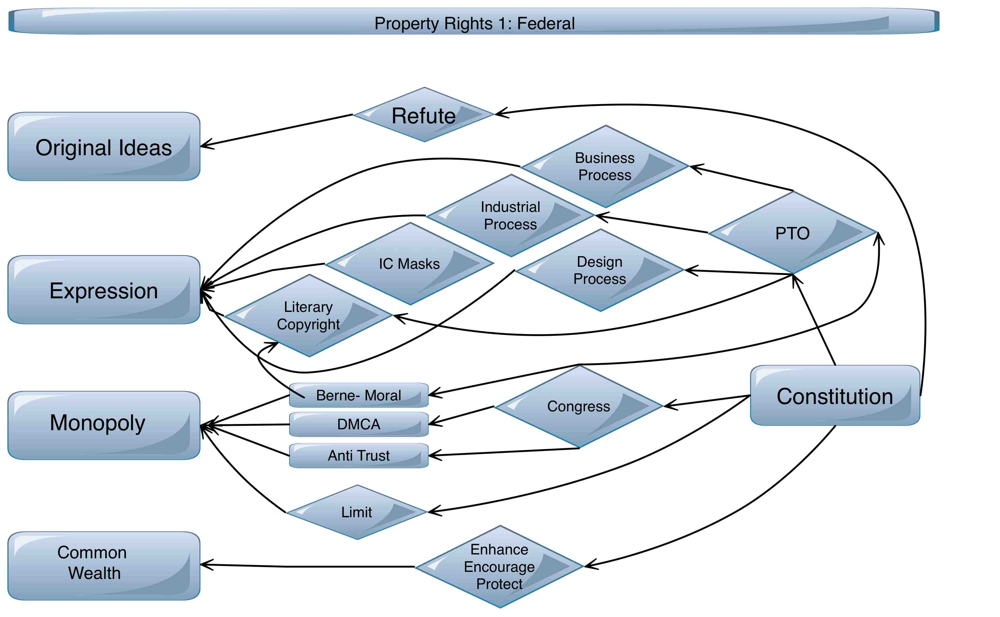 Property Rights 1: Federal
Refute
Original Ideas
Business
Process
Industrial
Process
PTO
IC Masks
Design
Process
Expression
Literary
Copyright
Berne- Moral
Constitution
Congress
Monopoly
DMCA
Anti Trust
Limit
Common
Wealth
Enhance
Encourage
Protect